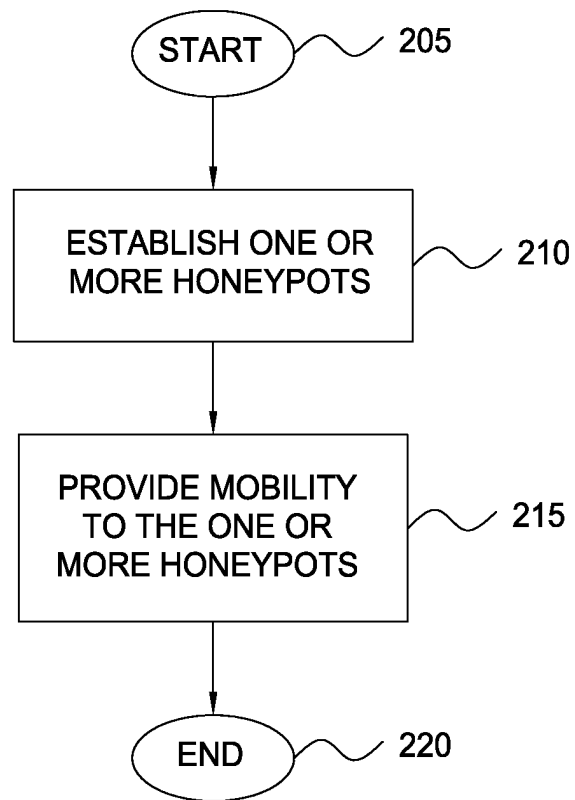 START
205
ESTABLISH ONE OR
MORE HONEYPOTS
210
PROVIDE MOBILITY
TO THE ONE OR
MORE HONEYPOTS
215
END
220